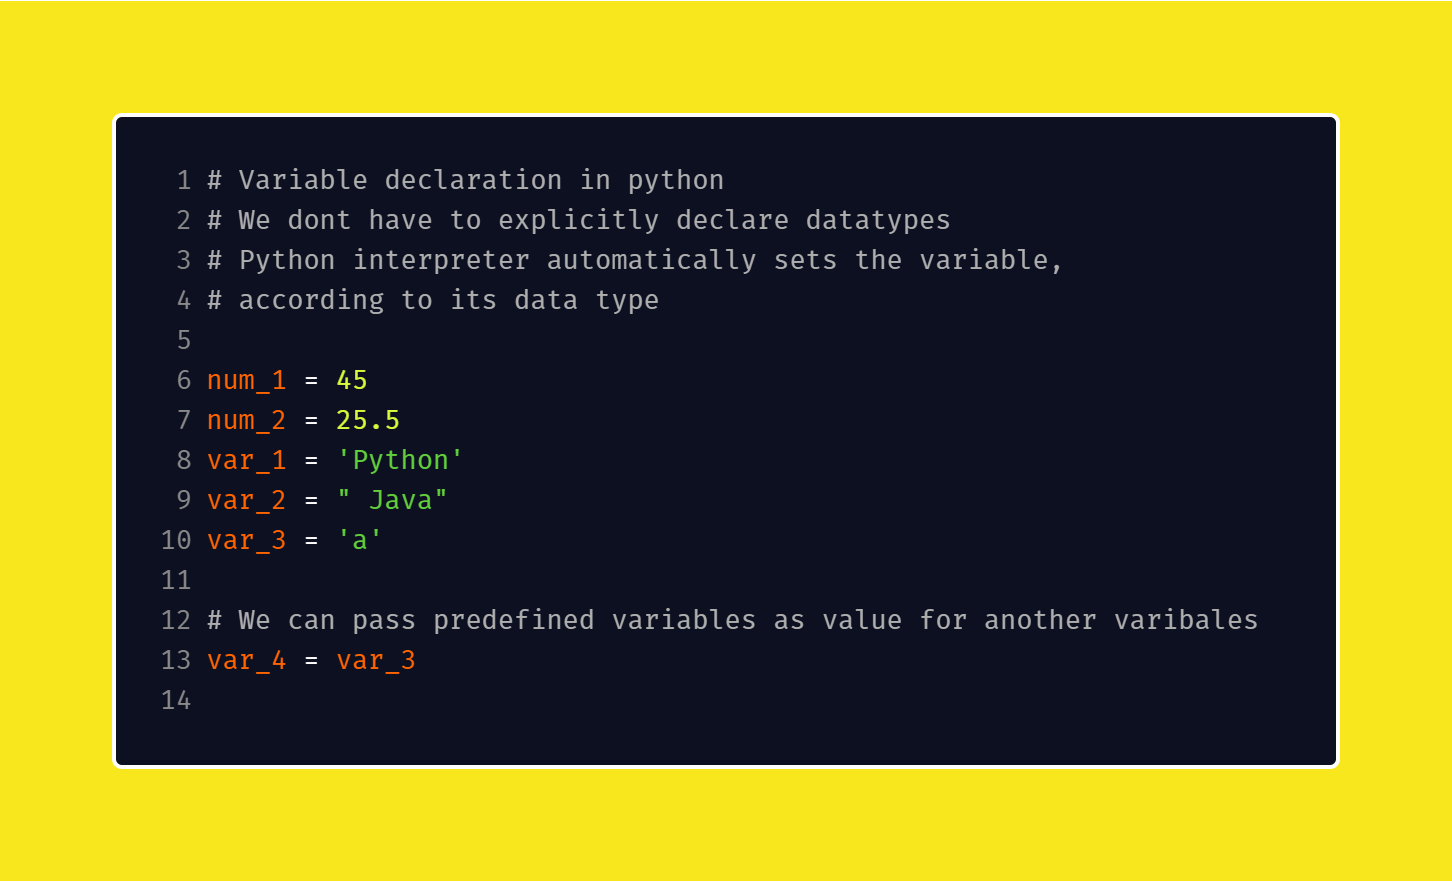 1 # Variable declaration in python
2 # We dont have to explicitly declare datatypes
3 # Python interpreter automatically sets the variable,
4 # according to its data type
5
6 num_1 = 45
7 num_2 = 25.5
8 var_1 = 'Python'
9 var_2 = " Java"
10 var_3 = 'a'
11
12 # We can pass predefined variables as value for another varibales
13 var_4 = var_3
14